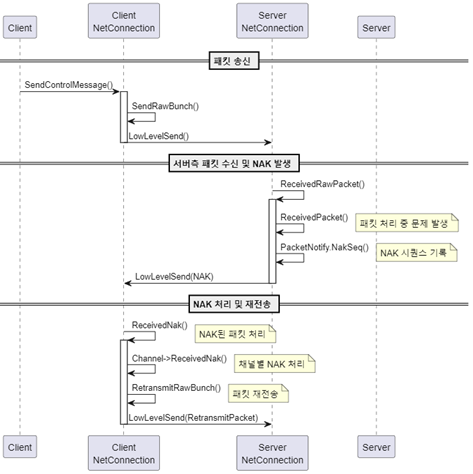 Client
Client
NetConnection
Server
NetConnection
Server
패킷 송신
SendControlMessage()
SendRawBunch()
LowLevelSend()
서버측 패킷 수신 및 NAK 발생
ReceivedRawPacket()
ReceivedPacket()
패킷 처리 중 문제 발생
PacketNotify.NakSeq()
NAK 시퀀스 기록
LowLevelSend(NAK)
NAK 처리 및 재전송
ReceivedNak()
NAK된 패킷 처리
Channel->ReceivedNak()
채널별 NAK 처리
RetransmitRawBunch()
패킷 재전송
LowLevelSend(RetransmitPacket)
Client
Client
NetConnection
Server
NetConnection
Server